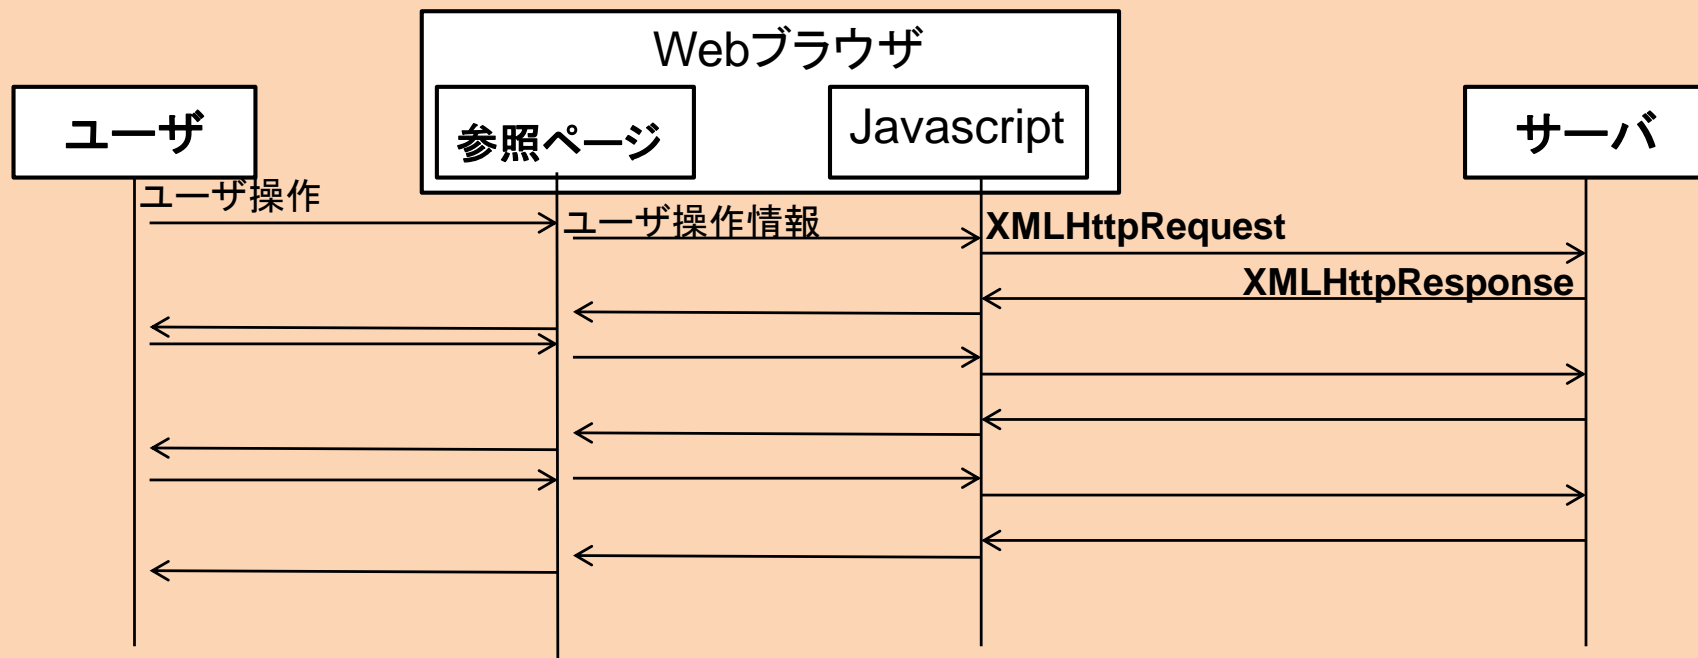 Webブラウザ
ユーザ
参照ページ
Javascript
サーバ
ユーザ操作
ユーザ操作情報
XMLHttpRequest
XMLHttpResponse